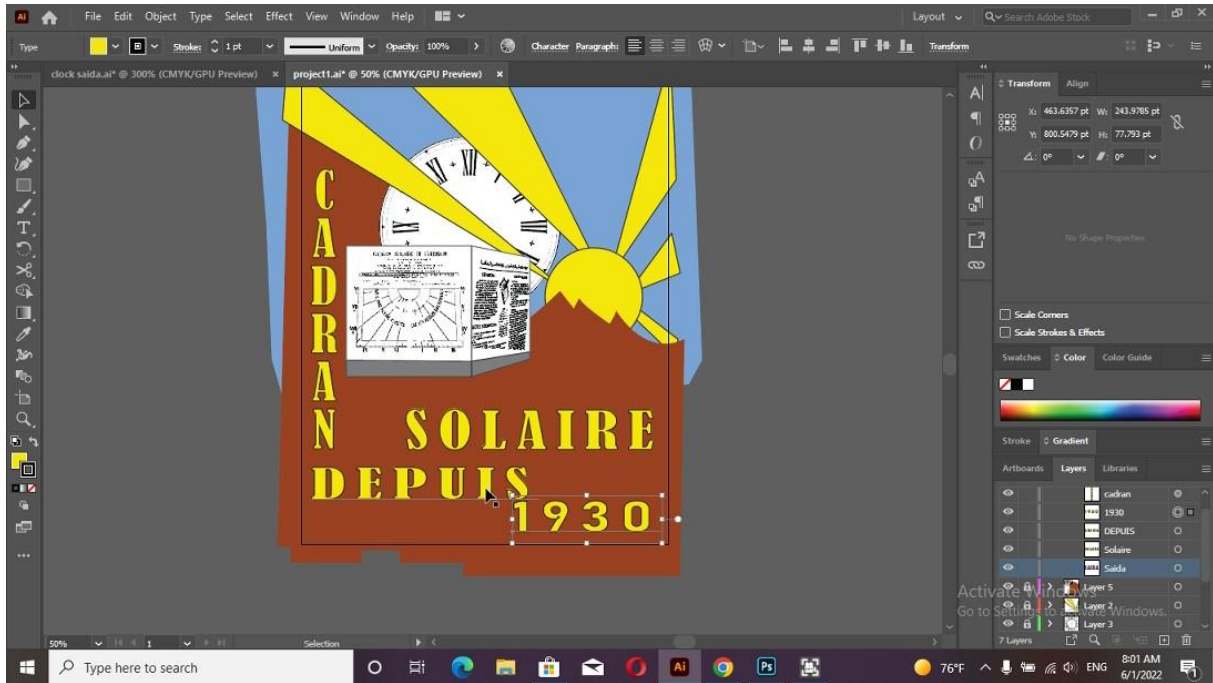 Ai File Edit Object Type Select Effect View Window Help Layout Search Adobe Stock
Type Stroke: 1 pt Uniform Opacity: 100% Character Paragraph: Transform
clock saida.ai* @ 300% (CMYK/GPU Preview) × project1.ai* @ 50% (CMYK/GPU Preview) ×
Transform Align
X: 463.6357 pt W: 243.9785 pt
Y: 800.5479 pt H: 77.793 pt
0° 0°
No Shape Properties
Scale Corners
Scale Strokes & Effects
Swatches Color Color Guide
Stroke Gradient
Artboards Layers Libraries
cadran
1930
DEPUIS
Solaire
Saida
Layer 5
Layer 2
Layer 3
7 Layers
Activate Windows
Go to Settings to activate Windows.
CADRAN
SOLAIRE
DEPUIS
1930
50% 1 Selection
Type here to search
Ai Ps 76°F ENG 8:01 AM
6/1/2022